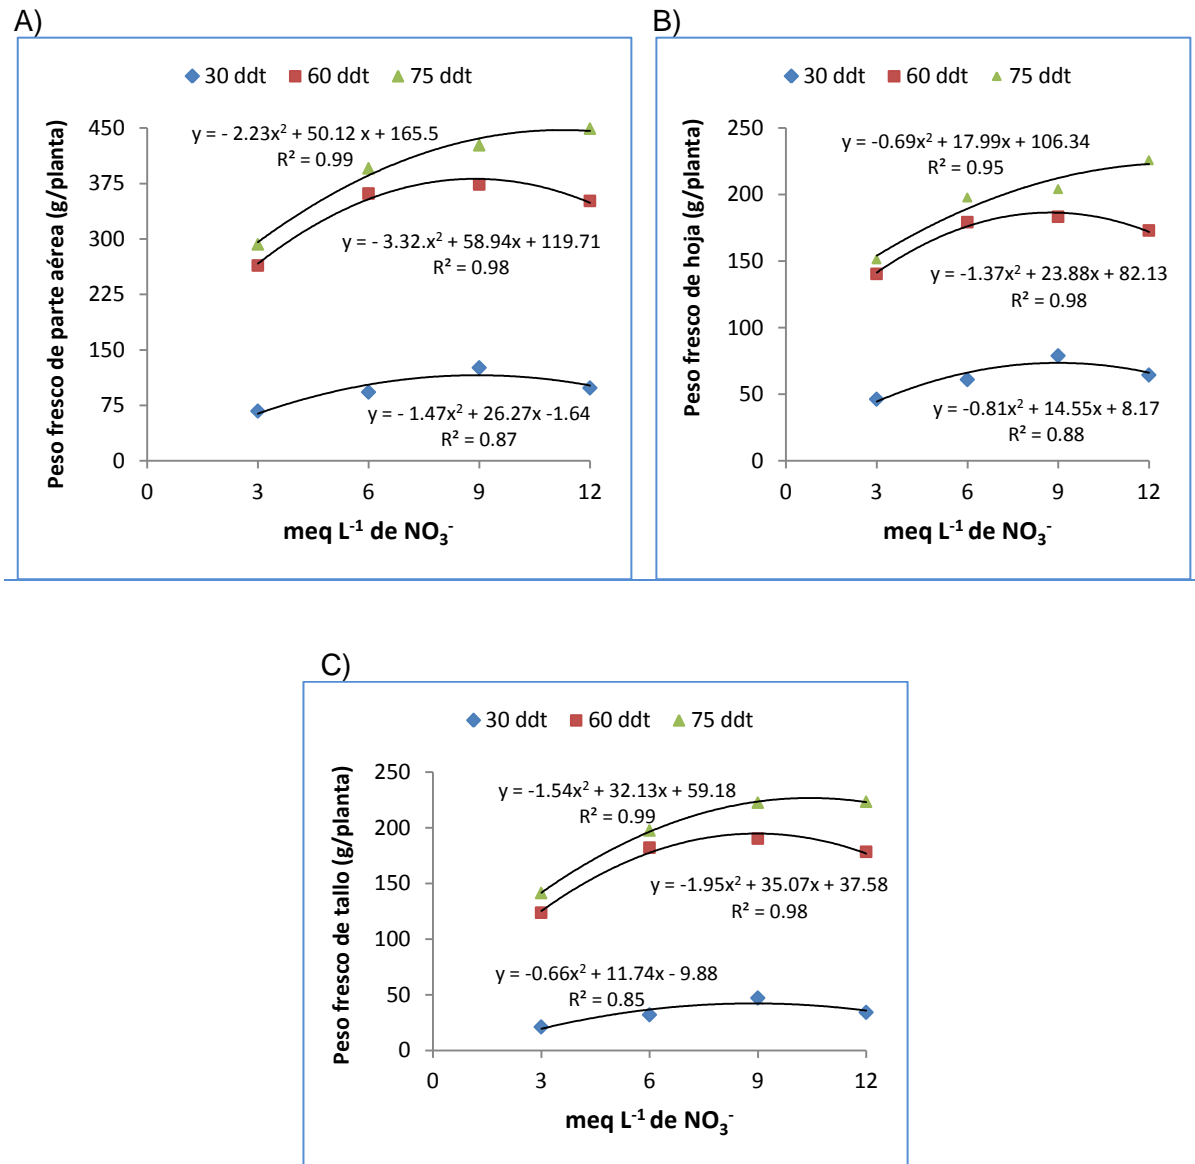 A)
30 ddt 60 ddt 75 ddt
Peso fresco de parte aérea (g/planta)
450
375
300
225
150
75
0
y = - 2.23x² + 50.12 x + 165.5
R² = 0.99
y = - 3.32.x² + 58.94x + 119.71
R² = 0.98
y = - 1.47x² + 26.27x -1.64
R² = 0.87
0 3 6 9 12
meq L⁻¹ de NO₃⁻
B)
30 ddt 60 ddt 75 ddt
Peso fresco de hoja (g/planta)
250
200
150
100
50
0
y = -0.69x² + 17.99x + 106.34
R² = 0.95
y = -1.37x² + 23.88x + 82.13
R² = 0.98
y = -0.81x² + 14.55x + 8.17
R² = 0.88
0 3 6 9 12
meq L⁻¹ de NO₃⁻
C)
30 ddt 60 ddt 75 ddt
Peso fresco de tallo (g/planta)
250
200
150
100
50
0
y = -1.54x² + 32.13x + 59.18
R² = 0.99
y = -1.95x² + 35.07x + 37.58
R² = 0.98
y = -0.66x² + 11.74x - 9.88
R² = 0.85
0 3 6 9 12
meq L⁻¹ de NO₃⁻